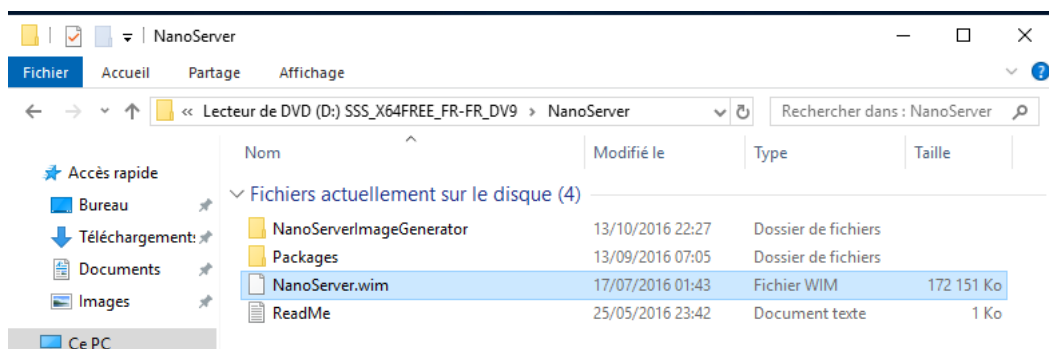 NanoServer
Fichier Accueil Partage Affichage
« Lecteur de DVD (D:) SSS_X64FREE_FR-FR_DV9 > NanoServer Rechercher dans : NanoServer
Nom Modifié le Type Taille
Accès rapide
Fichiers actuellement sur le disque (4)
Bureau
NanoServerImageGenerator 13/10/2016 22:27 Dossier de fichiers
Téléchargement:
Packages 13/09/2016 07:05 Dossier de fichiers
Documents
NanoServer.wim 17/07/2016 01:43 Fichier WIM 172 151 Ko
Images
ReadMe 25/05/2016 23:42 Document texte 1 Ko
Ce PC